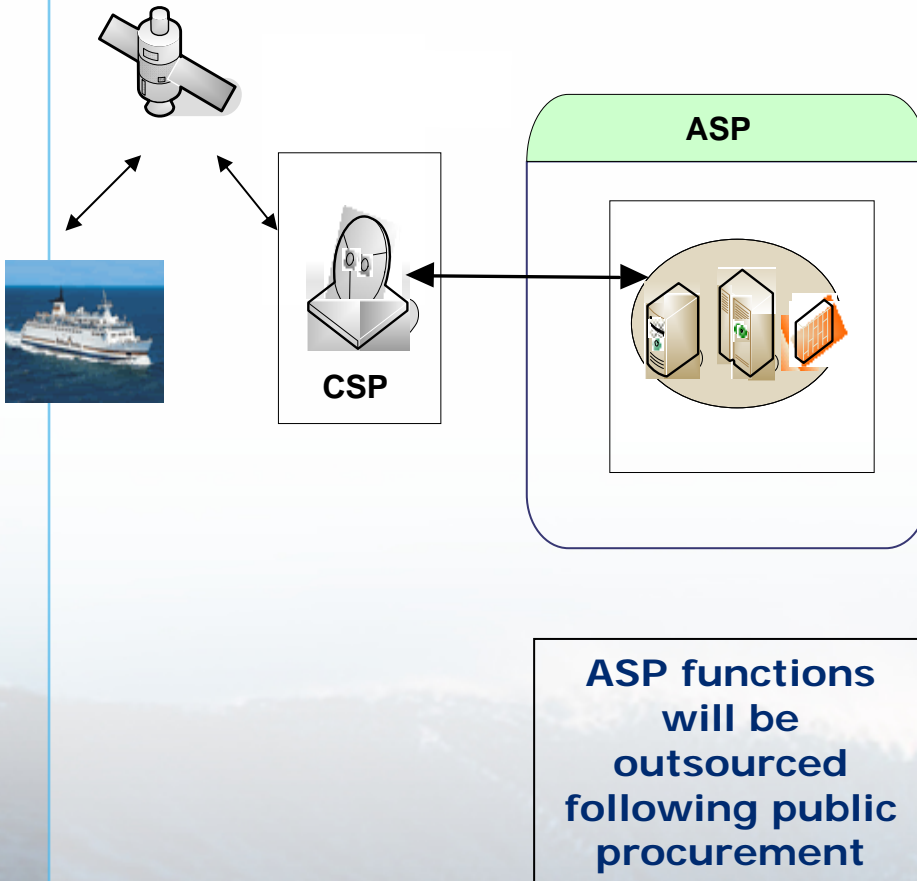 ASP
CSP
ASP functions
will be
outsourced
following public
procurement